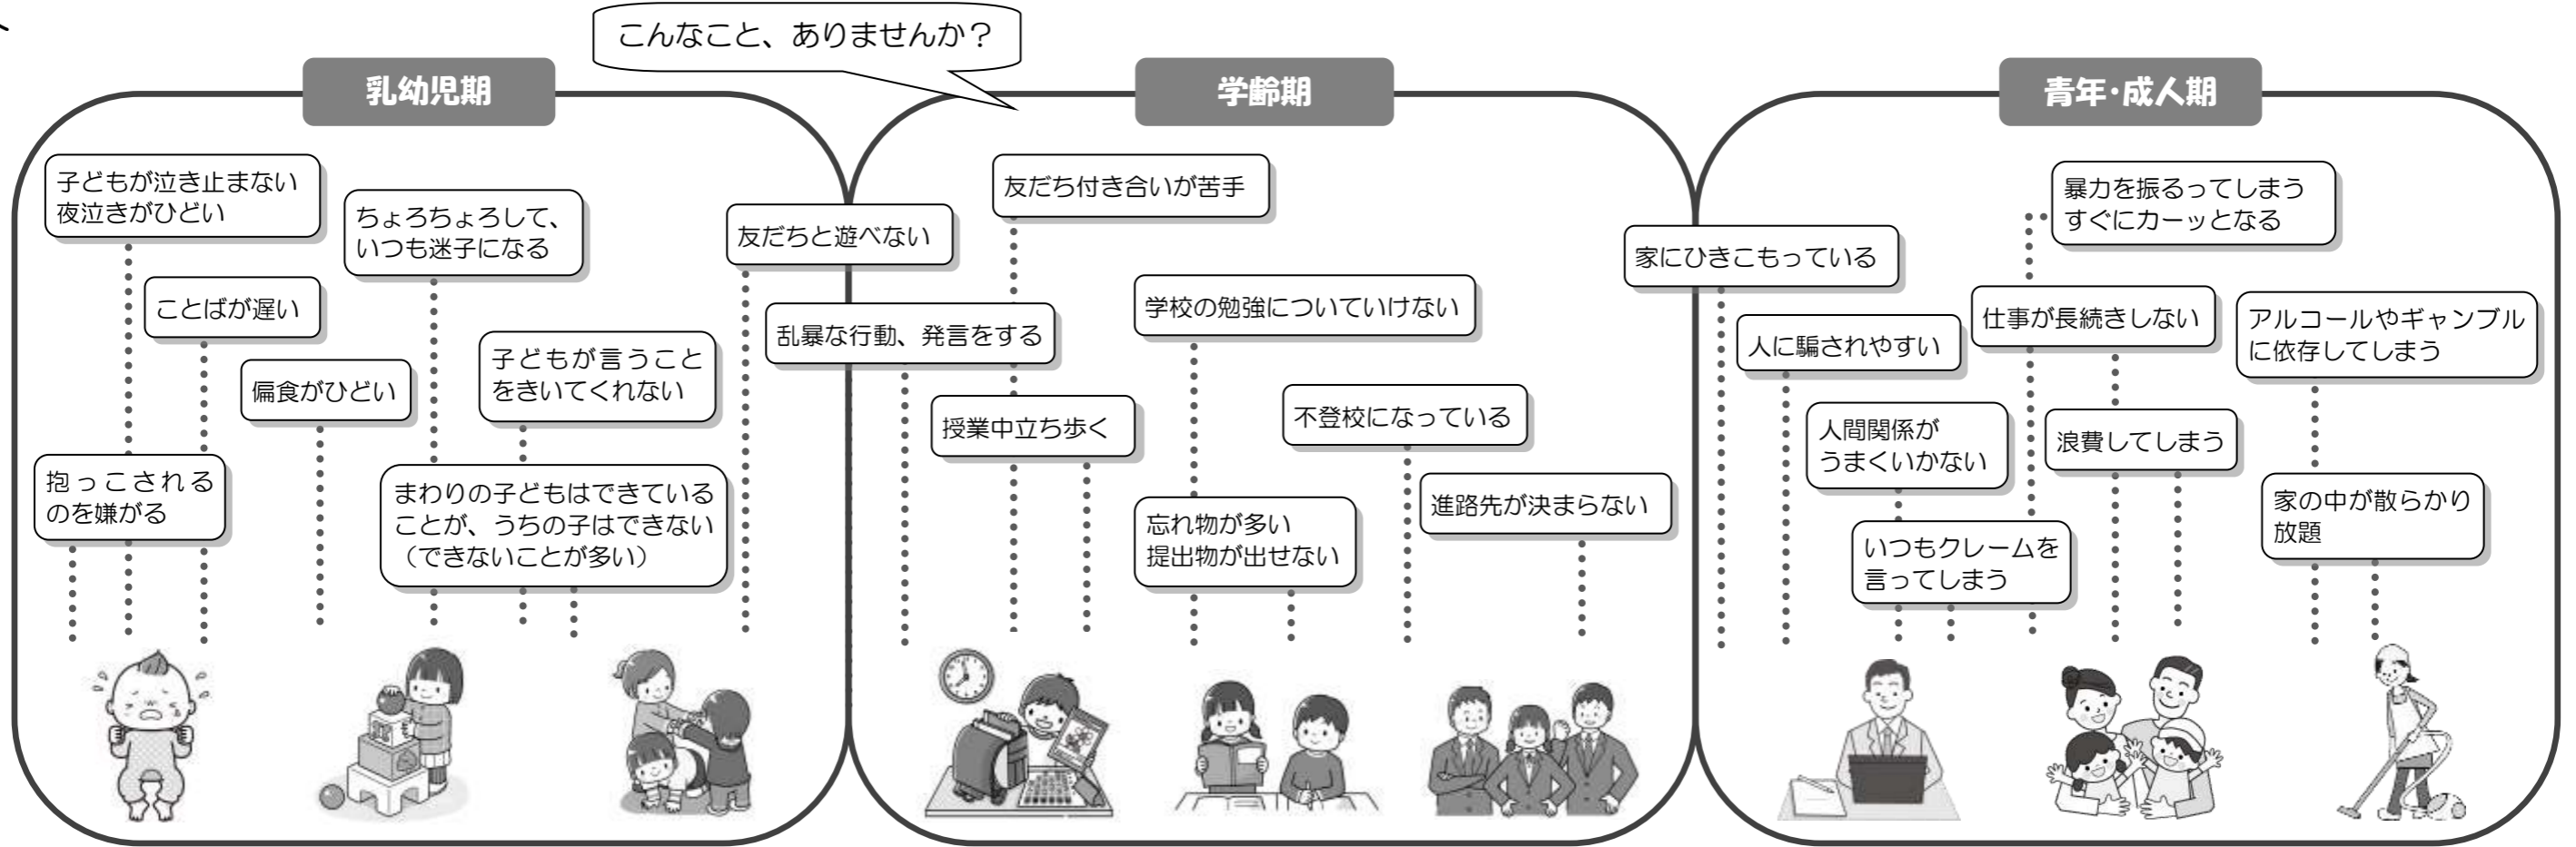 こんなこと、ありませんか？
乳幼児期
子どもが泣き止まない
夜泣きがひどい
ちょろちょろして、
いつも迷子になる
友だちと遊べない
ことばが遅い
乱暴な行動、発言をする
子どもが言うこと
をきいてくれない
偏食がひどい
抱っこされる
のを嫌がる
まわりの子どもはできている
ことが、うちの子はできない
（できないことが多い）
学齢期
友だち付き合いが苦手
学校の勉強についていけない
授業中立ち歩く
不登校になっている
忘れ物が多い
提出物が出せない
進路先が決まらない
青年・成人期
暴力を振るってしまう
すぐにカーッとなる
家にひきこもっている
人に騙されやすい
仕事が長続きしない
アルコールやギャンブル
に依存してしまう
人間関係が
うまくいかない
浪費してしまう
いつもクレームを
言ってしまう
家の中が散らかり
放題